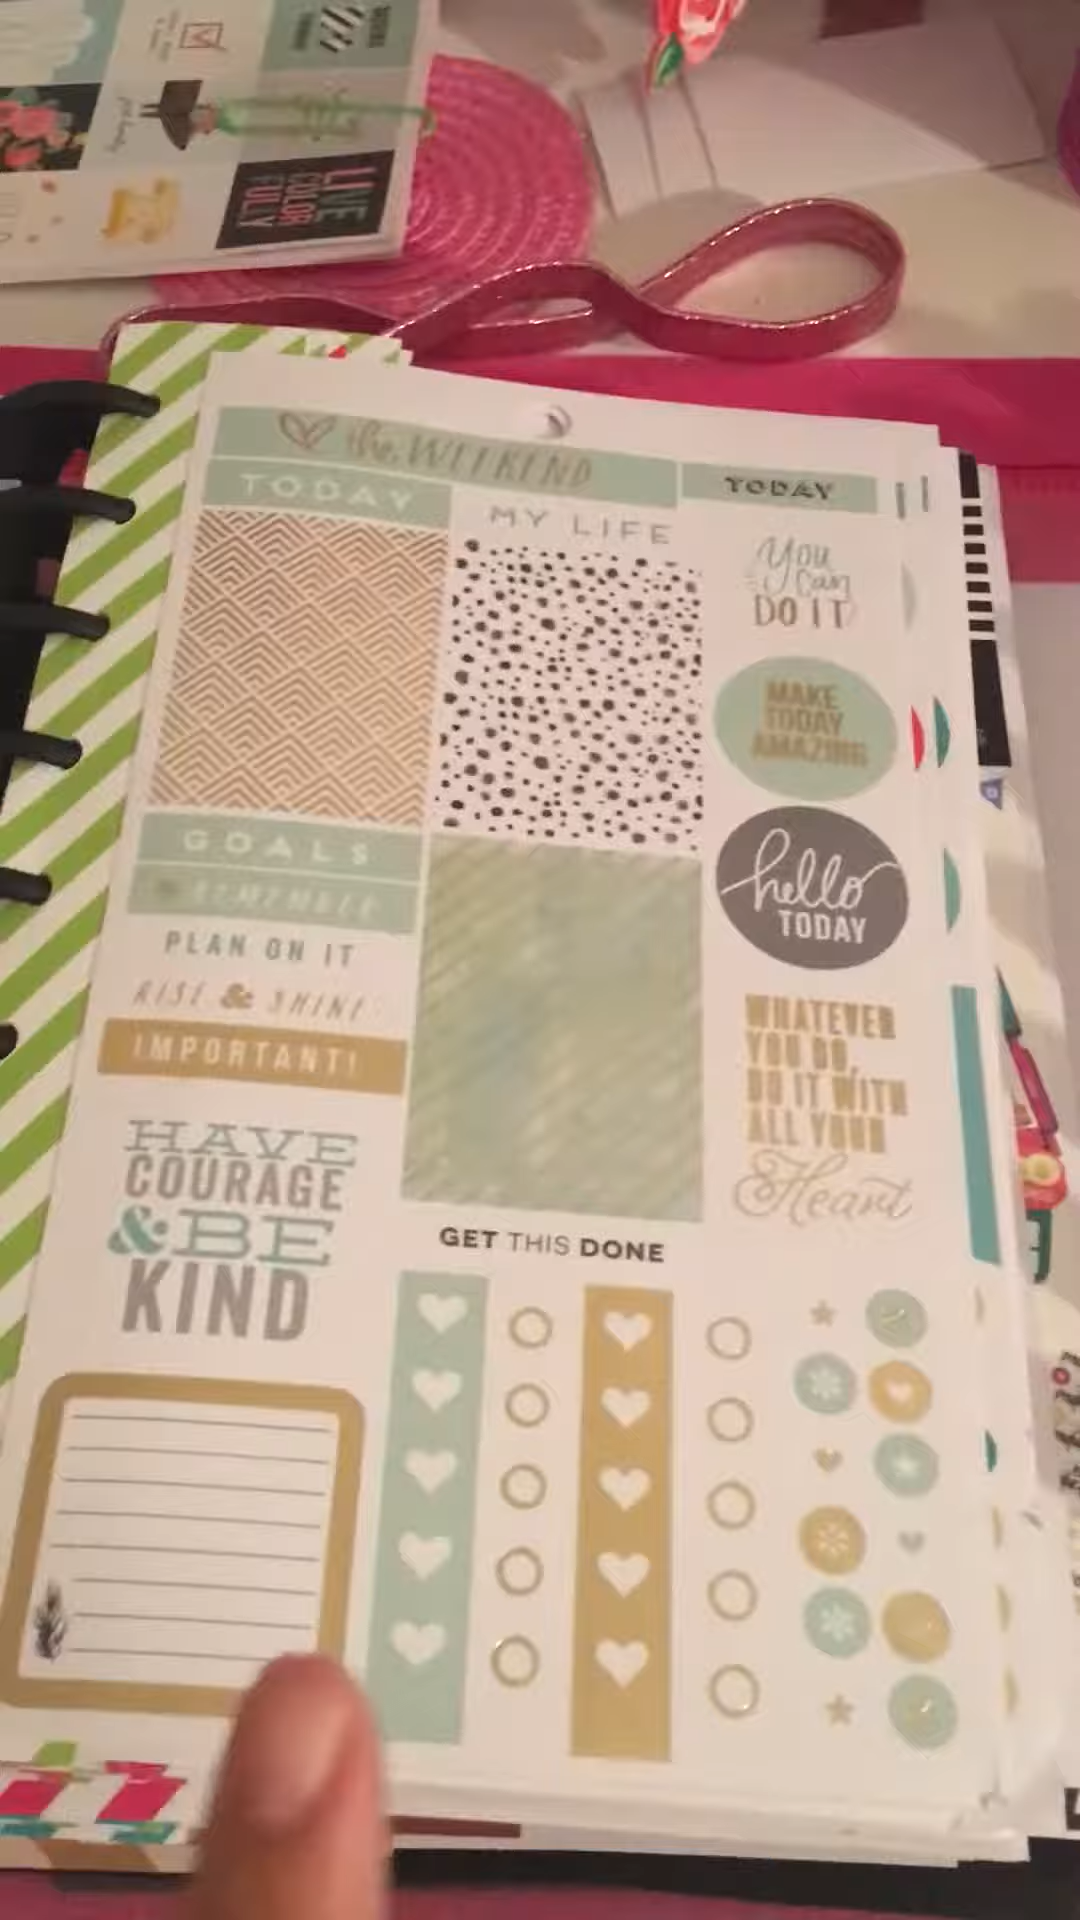 LIVE
COLOR
FULLY
the WEEKEND
TODAY
TODAY
MY LIFE
You
can
DO IT
MAKE
TODAY
AMAZING
GOALS
REMEMBER
hello
TODAY
PLAN ON IT
RISE & SHINE
IMPORTANT!
WHATEVER
YOU DO,
DO IT WITH
ALL YOUR
Heart
HAVE
COURAGE
& BE
KIND
GET THIS DONE